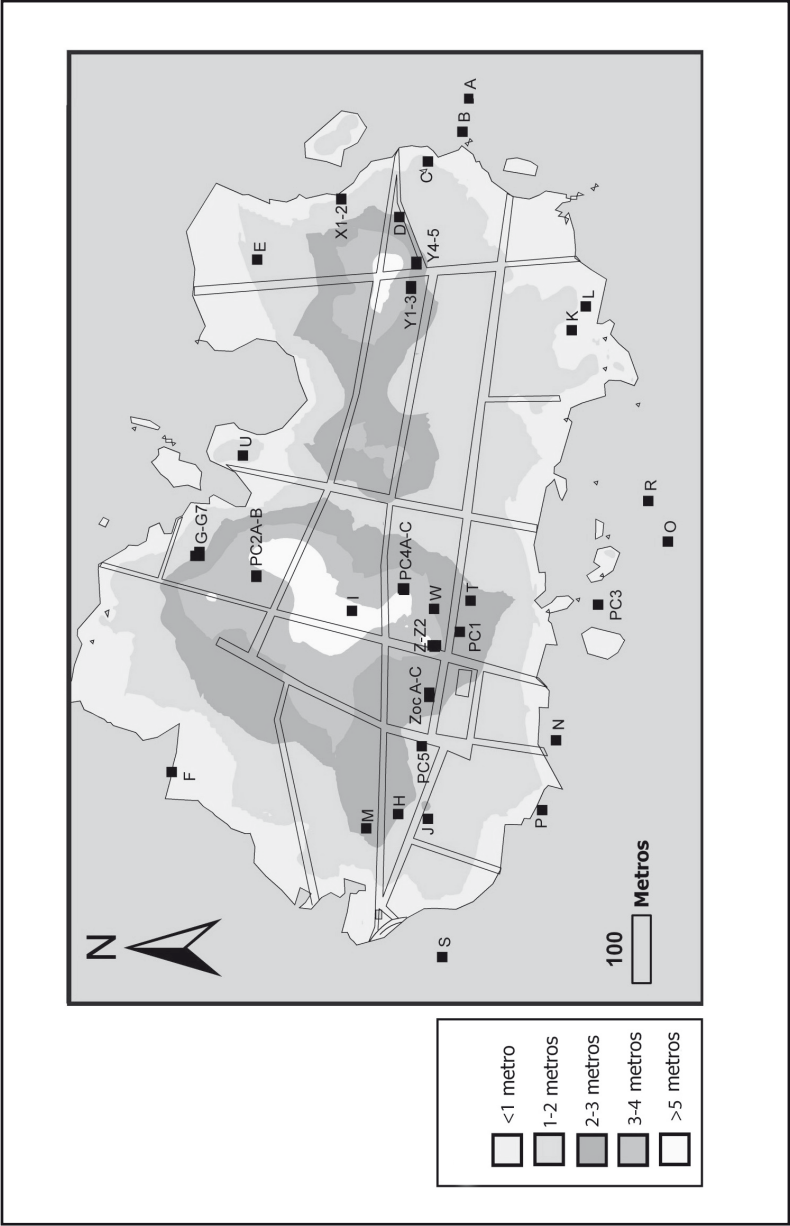 N
A
B
C
X1-2
D
E
Y4-5
Y1-3
L
K
U
R
G-G7
PC2A-B
O
PC4A-C
I
W
T
PC3
Z-Z2
PC1
Zoc A-C
N
PC5
F
P
H
J
M
S
100
Metros
<1 metro
1-2 metros
2-3 metros
3-4 metros
>5 metros